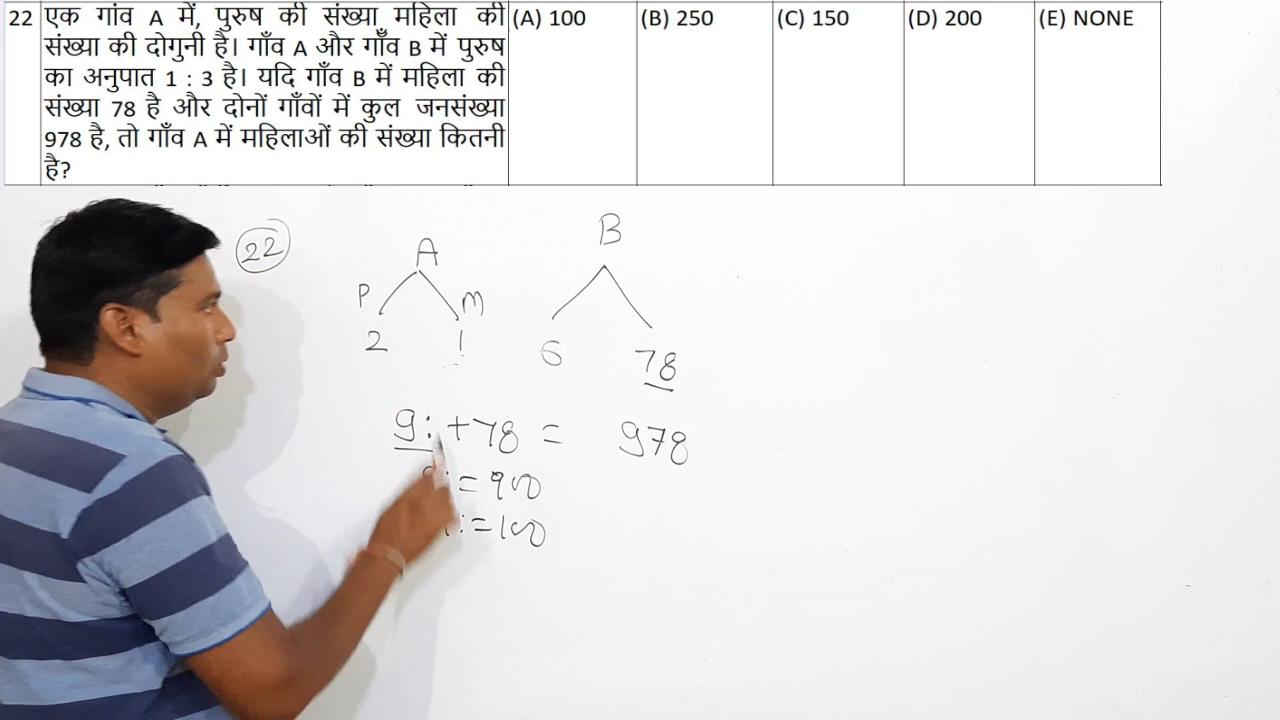 22 एक गांव A में, पुरुष की संख्या महिला की (A) 100 (B) 250 (C) 150 (D) 200 (E) NONE
संख्या की दोगुनी है। गाँव A और गाँव B में पुरुष
का अनुपात 1 : 3 है। यदि गाँव B में महिला की
संख्या 78 है और दोनों गाँवों में कुल जनसंख्या
978 है, तो गाँव A में महिलाओं की संख्या कितनी
है?
22
A B
P M
2 1 6 78
9i + 78 = 978
= 900
= 100